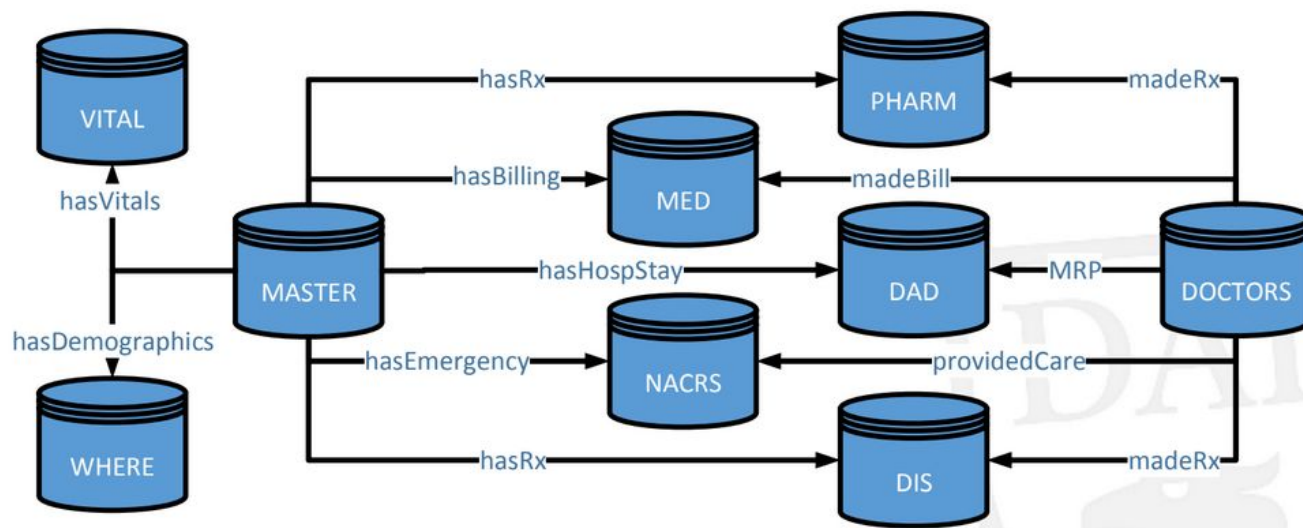 VITAL
hasVitals
hasDemographics
WHERE
MASTER
hasRx
PHARM
madeRx
hasBilling
MED
madeBill
hasHospStay
DAD
MRP
DOCTORS
hasEmergency
NACRS
providedCare
hasRx
DIS
madeRx